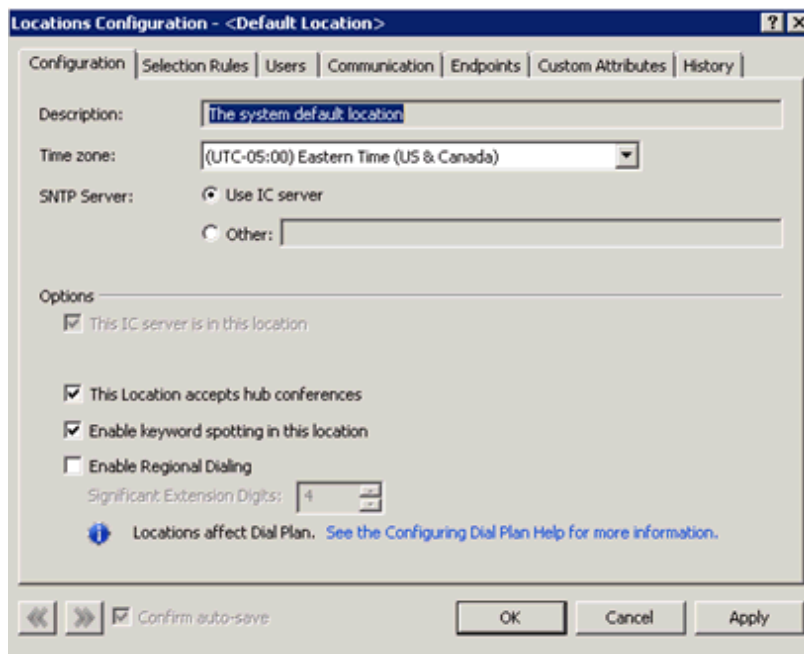 Locations Configuration - <Default Location>
Configuration Selection Rules Users Communication Endpoints Custom Attributes History
Description: The system default location
Time zone: (UTC-05:00) Eastern Time (US & Canada)
SNTP Server: Use IC server
Other:
Options
This IC server is in this location
This Location accepts hub conferences
Enable keyword spotting in this location
Enable Regional Dialing
Significant Extension Digits: 4
Locations affect Dial Plan. See the Configuring Dial Plan Help for more information.
Confirm auto-save OK Cancel Apply